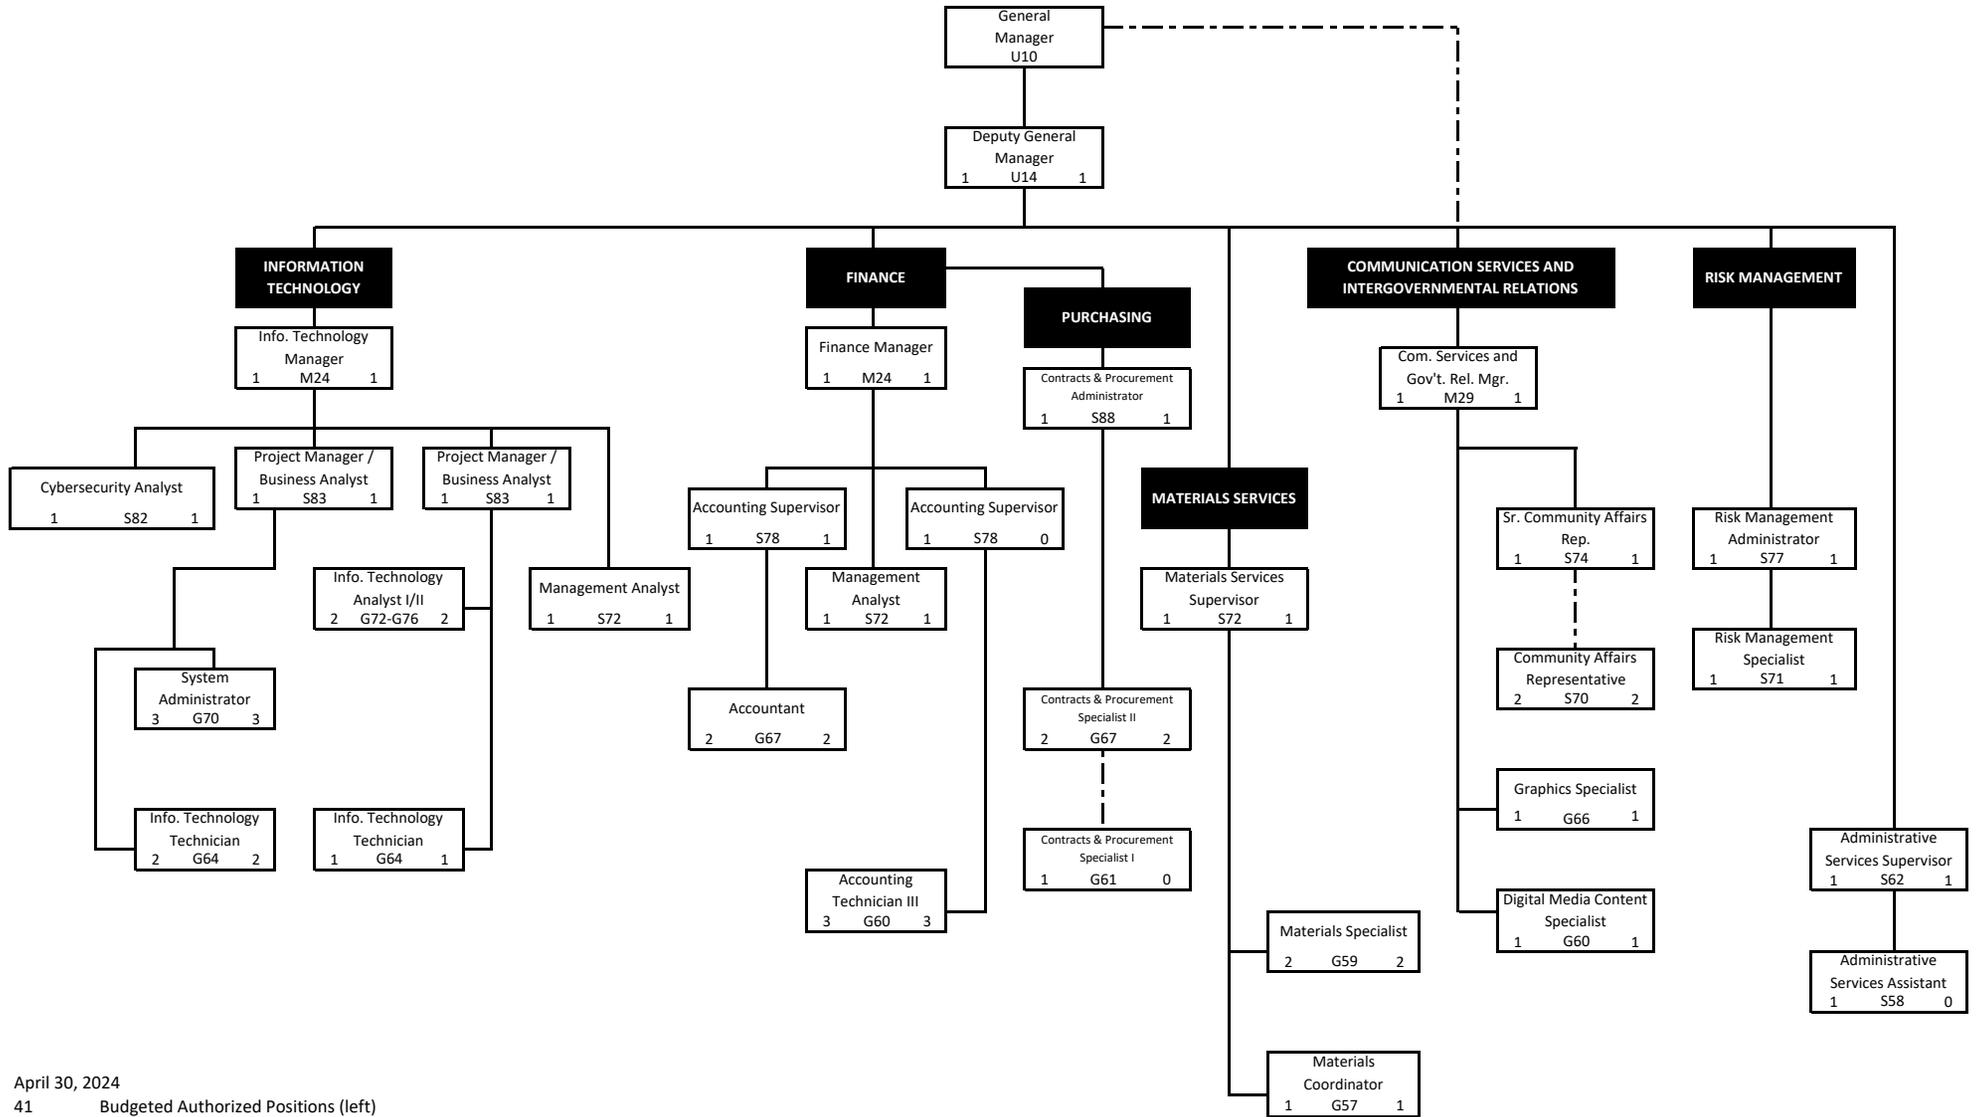 General
Manager
U10
Deputy General
Manager
1 U14 1
INFORMATION
TECHNOLOGY
Info. Technology
Manager
1 M24 1
Cybersecurity Analyst
1 S82 1
Project Manager /
Business Analyst
1 S83 1
Project Manager /
Business Analyst
1 S83 1
Info. Technology
Analyst I/II
2 G72-G76 2
Management Analyst
1 S72 1
System
Administrator
3 G70 3
Info. Technology
Technician
2 G64 2
Info. Technology
Technician
1 G64 1
FINANCE
Finance Manager
1 M24 1
Accounting Supervisor
1 S78 1
Accounting Supervisor
1 S78 0
Management
Analyst
1 S72 1
Accountant
2 G67 2
Accounting
Technician III
3 G60 3
PURCHASING
Contracts & Procurement
Administrator
1 S88 1
Contracts & Procurement
Specialist II
2 G67 2
Contracts & Procurement
Specialist I
1 G61 0
MATERIALS SERVICES
Materials Services
Supervisor
1 S72 1
Materials Specialist
2 G59 2
Materials
Coordinator
1 G57 1
COMMUNICATION SERVICES AND
INTERGOVERNMENTAL RELATIONS
Com. Services and
Gov't. Rel. Mgr.
1 M29 1
Sr. Community Affairs
Rep.
1 S74 1
Community Affairs
Representative
2 S70 2
Graphics Specialist
1 G66 1
Digital Media Content
Specialist
1 G60 1
RISK MANAGEMENT
Risk Management
Administrator
1 S77 1
Risk Management
Specialist
1 S71 1
Administrative
Services Supervisor
1 S62 1
Administrative
Services Assistant
1 S58 0
April 30, 2024
41 Budgeted Authorized Positions (left)